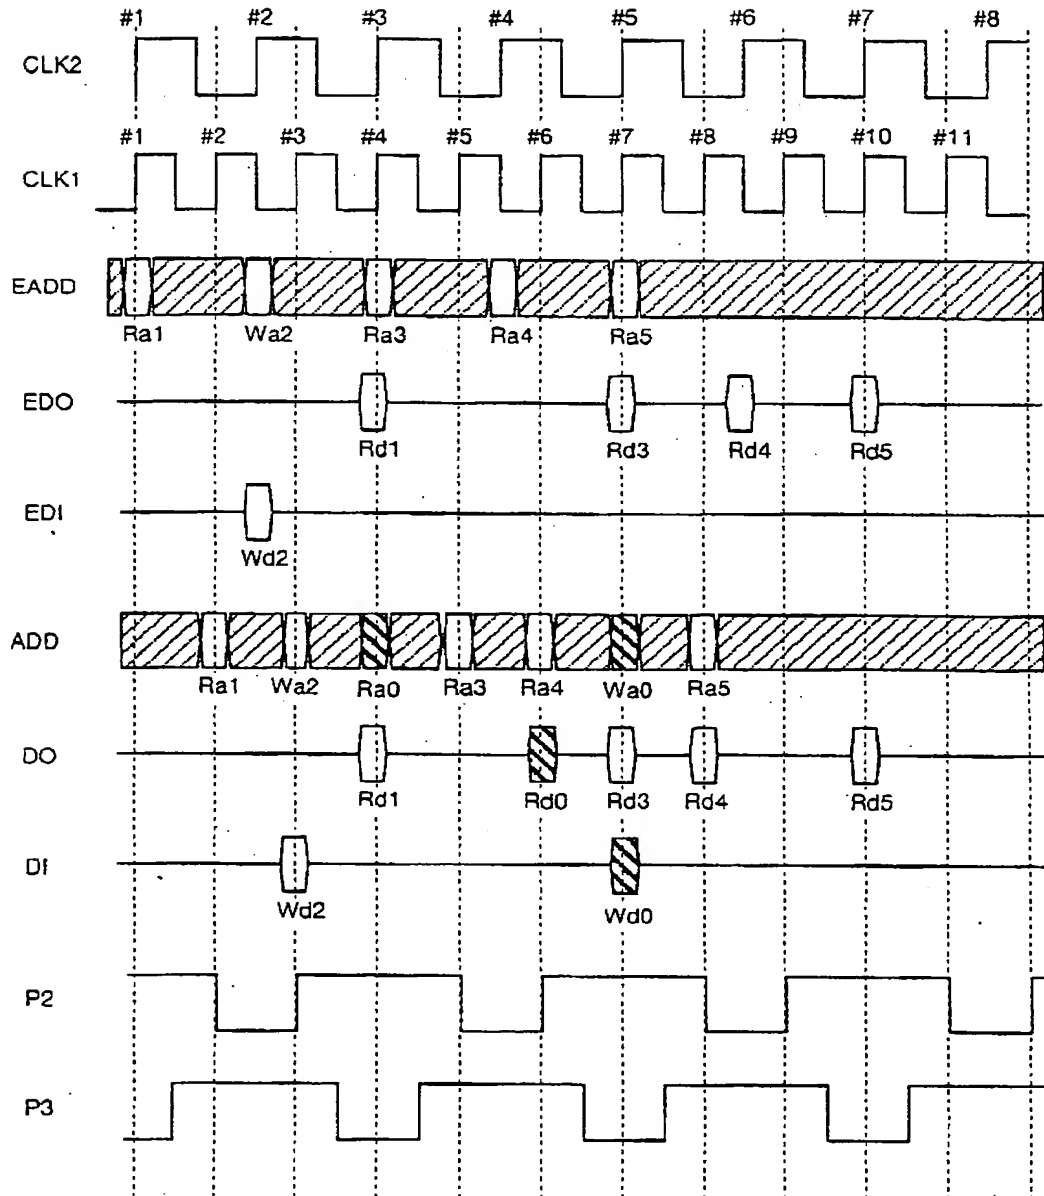 #1 #2 #3 #4 #5 #6 #7 #8
CLK2
#1 #2 #3 #4 #5 #6 #7 #8 #9 #10 #11
CLK1
EADD
Ra1 Wa2 Ra3 Ra4 Ra5
EDO
Rd1 Rd3 Rd4 Rd5
EDI
Wd2
ADD
Ra1 Wa2 Ra0 Ra3 Ra4 Wa0 Ra5
DO
Rd1 Rd0 Rd3 Rd4 Rd5
DI
Wd2 Wd0
P2
P3